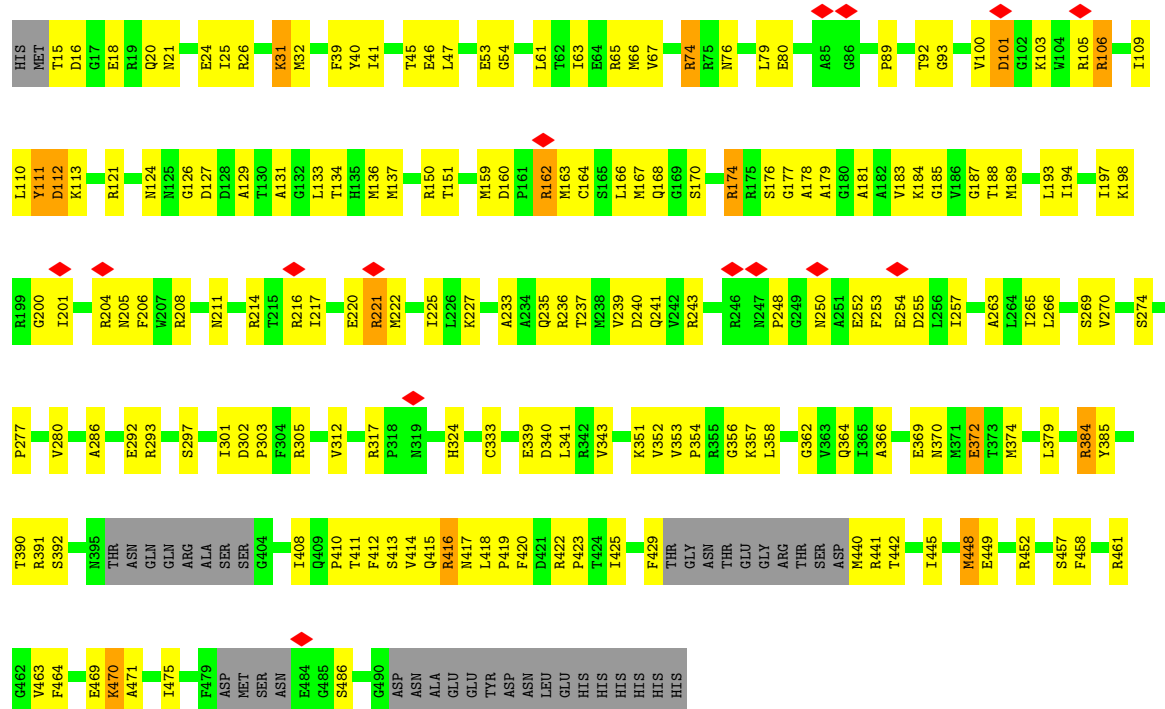 HIS MET T15 D16 G17 E18 R19 Q20 N21 E24 I25 R26 K31 M32 F39 Y40 I41 T45 E46 L47 E53 G54 L61 T62 I63 E64 R65 M66 V67 R74 R75 N76 L79 E80 A85 G86 P89 T92 G93 V100 D101 G102 K103 W104 R105 R106 I109
L110 Y111 D112 K113 R121 N124 N125 G126 D127 D128 A129 T130 A131 G132 L133 T134 H135 M136 M137 R150 T151 M159 D160 P161 R162 M163 C164 S165 L166 M167 Q168 G169 S170 R174 R175 S176 G177 A178 A179 G180 A181 A182 V183 K184 G185 V186 G187 T188 M189 L193 I194 I197 K198
R199 G200 I201 R204 N205 F206 W207 R208 N211 R214 T215 R216 I217 E220 R221 M222 I225 L226 K227 A233 A234 Q235 R236 T237 M238 V239 D240 Q241 V242 R243 R246 N247 P248 G249 N250 A251 E252 F253 E254 D255 L256 I257 A263 L264 I265 L266 S269 V270 S274
P277 V280 A286 E292 R293 S297 I301 D302 P303 F304 R305 V312 R317 P318 N319 H324 C333 E339 D340 L341 R342 V343 K351 V352 V353 P354 R355 G356 K357 L358 G362 V363 Q364 I365 A366 E369 N370 M371 E372 T373 M374 L379 R384 Y385
T390 R391 S392 N395 THR ASN GLN GLN ARG ALA SER SER G404 I408 Q409 P410 T411 F412 S413 V414 Q415 R416 N417 L418 P419 F420 D421 R422 P423 T424 I425 F429 THR GLY ASN THR GLU GLY ARG THR SER ASP M440 R441 T442 I445 M448 E449 R452 S457 F458 R461
G462 V463 F464 E469 K470 A471 I475 F479 ASP MET SER ASN E484 G485 S486 G490 ASP ASN ALA GLU GLU TYR ASP ASN LEU GLU HIS HIS HIS HIS HIS HIS